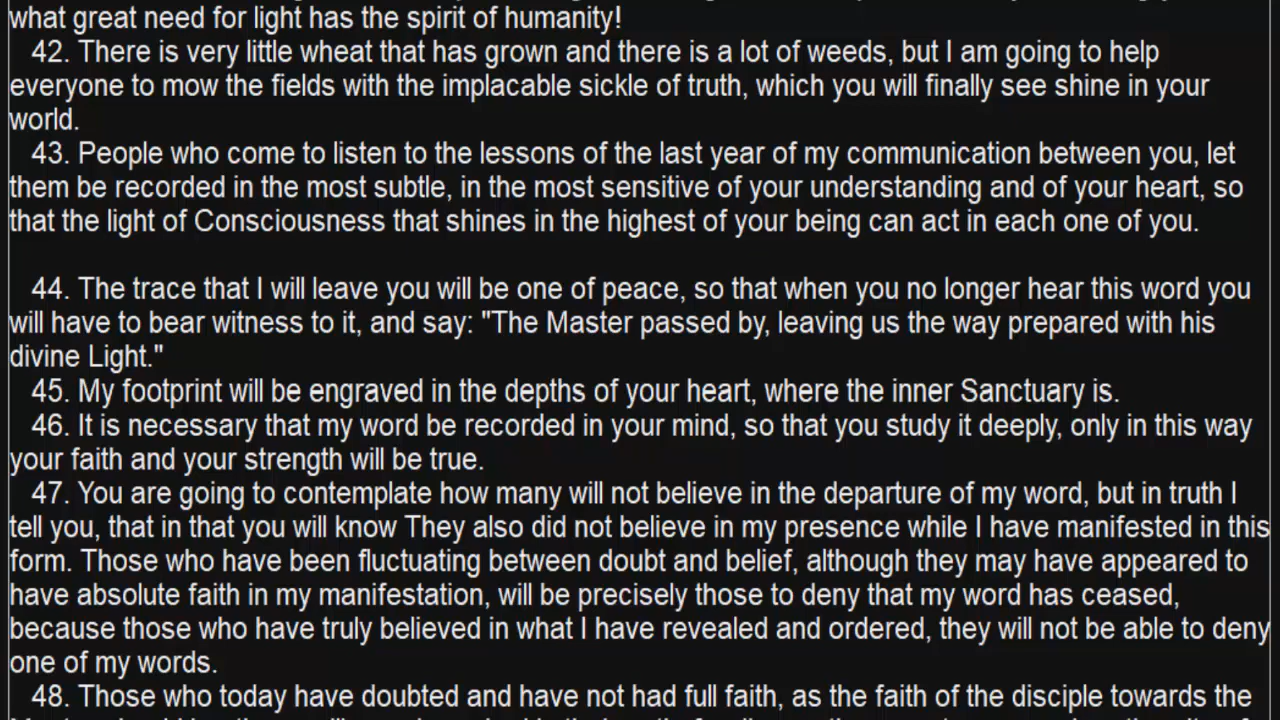 what great need for light has the spirit of humanity!
42. There is very little wheat that has grown and there is a lot of weeds, but I am going to help
everyone to mow the fields with the implacable sickle of truth, which you will finally see shine in your
world.
43. People who come to listen to the lessons of the last year of my communication between you, let
them be recorded in the most subtle, in the most sensitive of your understanding and of your heart, so
that the light of Consciousness that shines in the highest of your being can act in each one of you.
44. The trace that I will leave you will be one of peace, so that when you no longer hear this word you
will have to bear witness to it, and say: "The Master passed by, leaving us the way prepared with his
divine Light."
45. My footprint will be engraved in the depths of your heart, where the inner Sanctuary is.
46. It is necessary that my word be recorded in your mind, so that you study it deeply, only in this way
your faith and your strength will be true.
47. You are going to contemplate how many will not believe in the departure of my word, but in truth I
tell you, that in that you will know They also did not believe in my presence while I have manifested in this
form. Those who have been fluctuating between doubt and belief, although they may have appeared to
have absolute faith in my manifestation, will be precisely those to deny that my word has ceased,
because those who have truly believed in what I have revealed and ordered, they will not be able to deny
one of my words.
48. Those who today have doubted and have not had full faith, as the faith of the disciple towards the